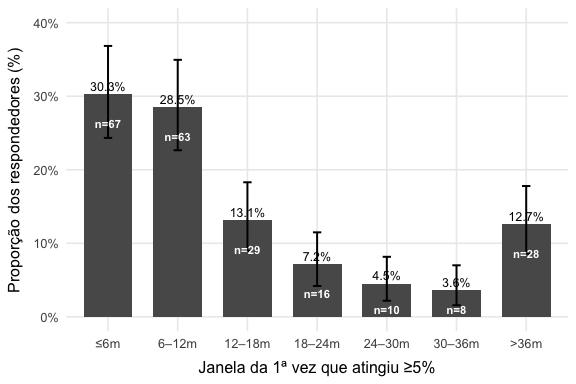 Proporção dos respondedores (%)
40%
30%
20%
10%
0%
30.3%
n=67
28.5%
n=63
13.1%
n=29
7.2%
n=16
4.5%
n=10
3.6%
n=8
12.7%
n=28
≤6m
6–12m
12–18m
18–24m
24–30m
30–36m
>36m
Janela da 1ª vez que atingiu ≥5%